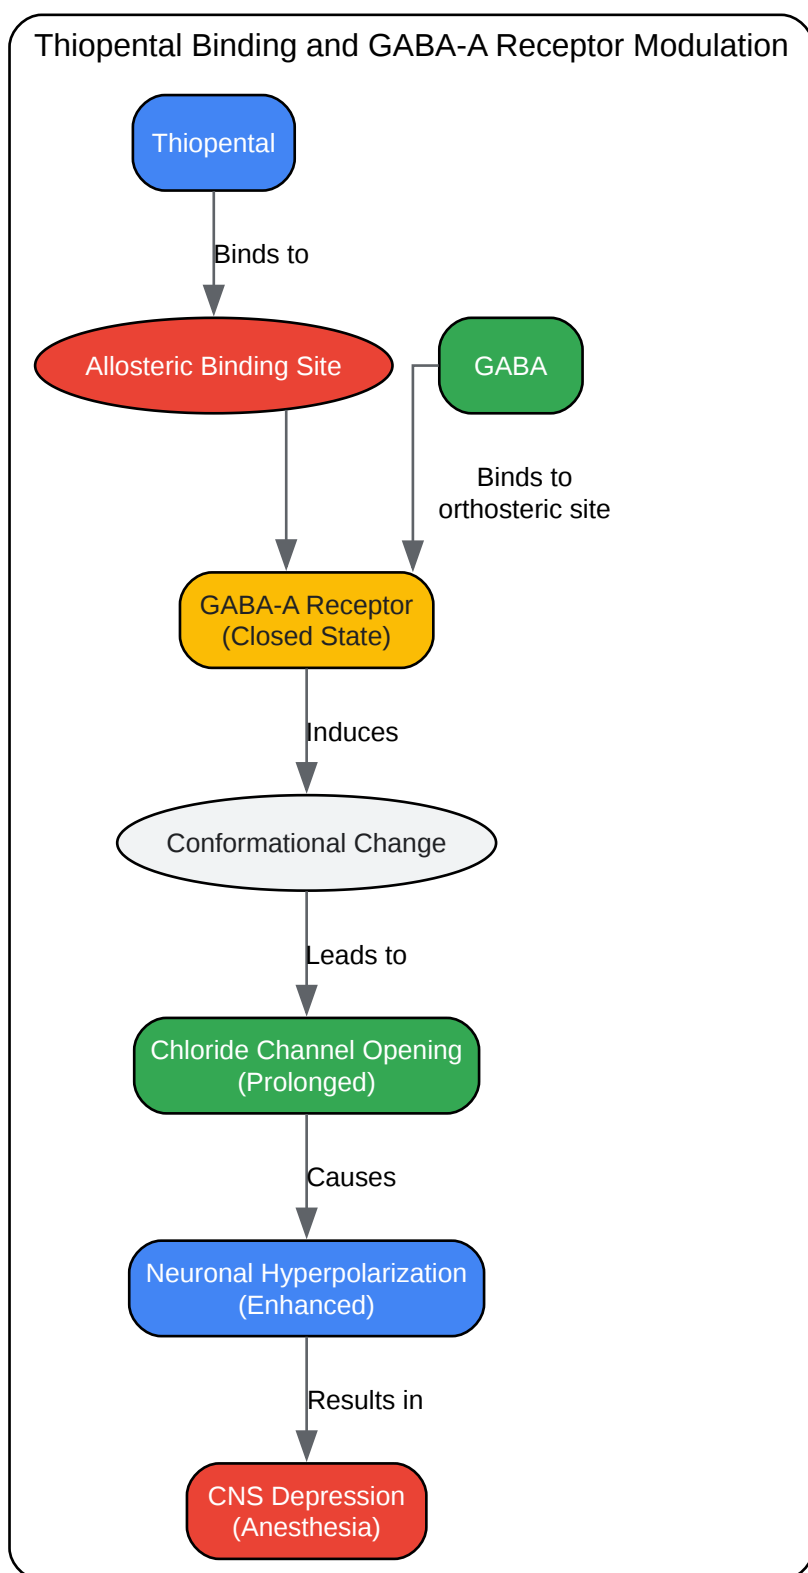 Thiopental Binding and GABA-A Receptor Modulation
Thiopental
Binds to
Allosteric Binding Site
GABA
Binds to
orthosteric site
GABA-A Receptor
(Closed State)
Induces
Conformational Change
Leads to
Chloride Channel Opening
(Prolonged)
Causes
Neuronal Hyperpolarization
(Enhanced)
Results in
CNS Depression
(Anesthesia)